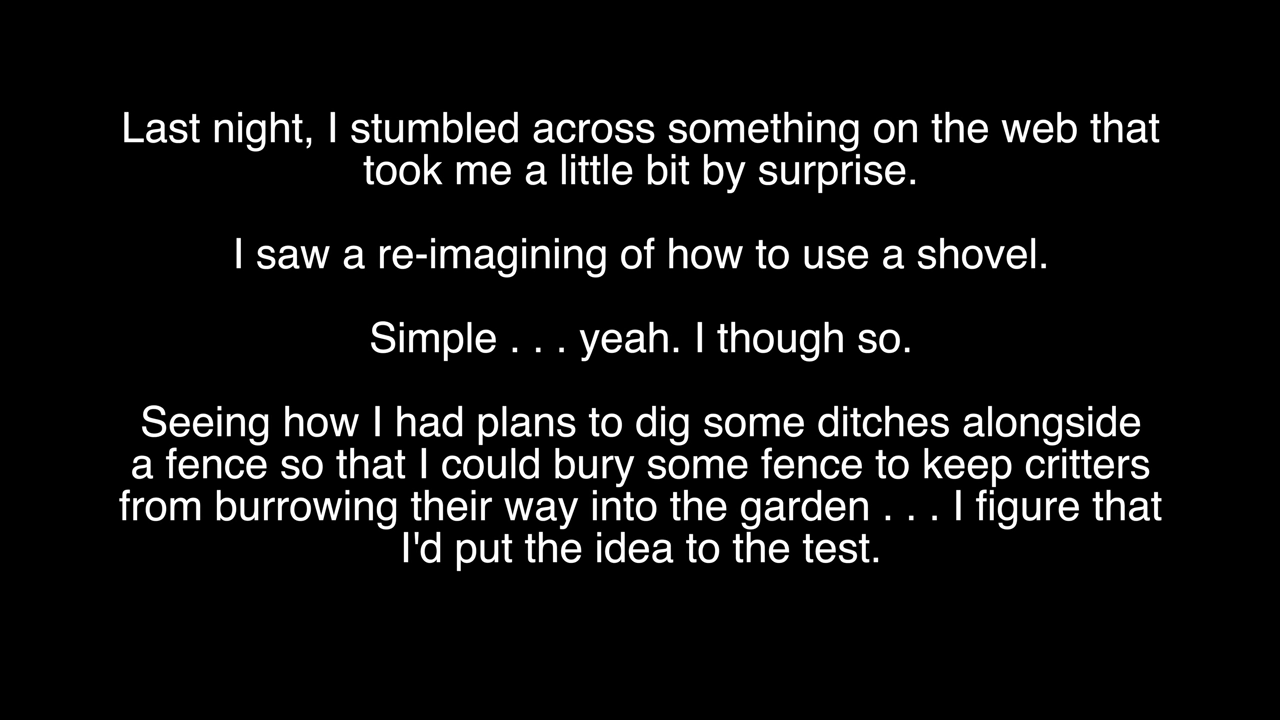 Last night, I stumbled across something on the web that
took me a little bit by surprise.
I saw a re-imagining of how to use a shovel.
Simple . . . yeah. I though so.
Seeing how I had plans to dig some ditches alongside
a fence so that I could bury some fence to keep critters
from burrowing their way into the garden . . . I figure that
I'd put the idea to the test.